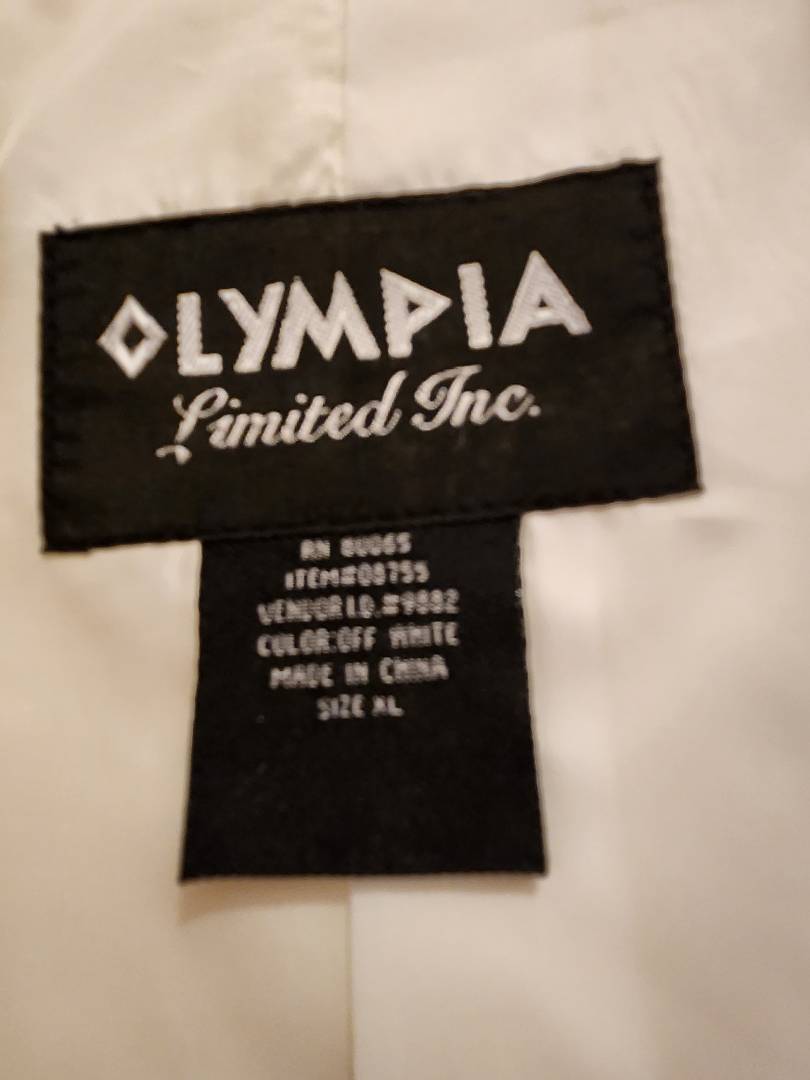 OLYMPIA
Limited Inc.
RN 80065
ITEM#08755
VENDOR I.D.#9882
COLOR:OFF WHITE
MADE IN CHINA
SIZE XL